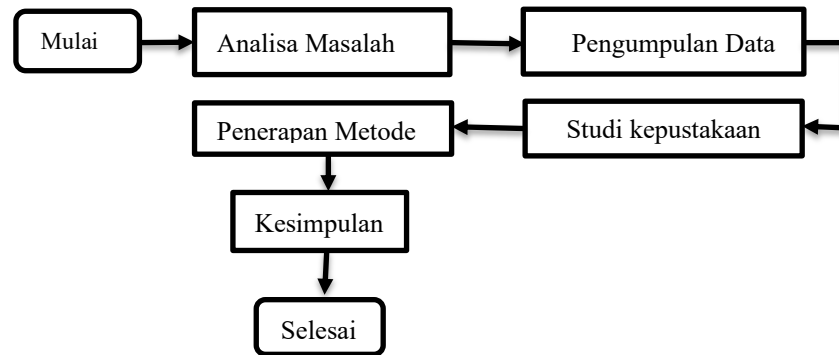 Mulai
Analisa Masalah
Pengumpulan Data
Studi kepustakaan
Penerapan Metode
Kesimpulan
Selesai